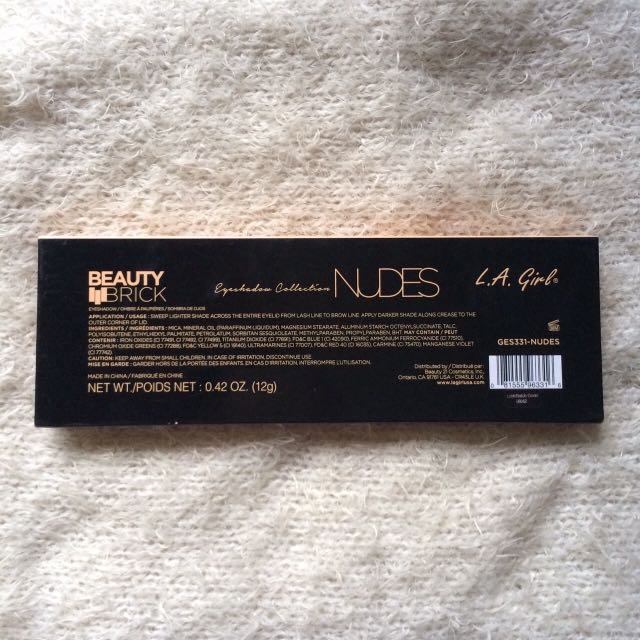 BEAUTY
BRICK
Eyeshadow Collection NUDES
L.A. Girl®
EYESHADOW / OMBRE À PAUPIÈRES / SOMBRA DE OJOS
APPLICATION / USAGE : SWEEP LIGHTER SHADE ACROSS THE ENTIRE EYELID FROM LASH LINE TO BROW LINE. APPLY DARKER SHADE ALONG CREASE TO THE
OUTER CORNER OF LID.
INGREDIENTS / INGRÉDIENTS : MICA, MINERAL OIL (PARAFFINUM LIQUIDUM), MAGNESIUM STEARATE, ALUMINUM STARCH OCTENYLSUCCINATE, TALC,
POLYISOBUTENE, ETHYLHEXYL PALMITATE, PETROLATUM, SORBITAN SESQUIOLEATE, METHYLPARABEN, PROPYLPARABEN, BHT. MAY CONTAIN / PEUT
CONTENIR : IRON OXIDES (CI 77491, CI 77492, CI 77499), TITANIUM DIOXIDE (CI 77891), FD&C BLUE (CI 42090), FERRIC AMMONIUM FERROCYANIDE (CI 77510),
CHROMIUM OXIDE GREENS (CI 77288), FD&C YELLOW (CI 19140), ULTRAMARINES (CI 77007), FD&C RED 40 (CI 16035), CARMINE (CI 75470), MANGANESE VIOLET
(CI 77742)
CAUTION: KEEP AWAY FROM SMALL CHILDREN. IN CASE OF IRRITATION, DISCONTINUE USE.
MISE EN GARDE : GARDER HORS DE LA PORTÉE DES ENFANTS. EN CAS D'IRRITATION, INTERROMPRE L'UTILISATION.
MADE IN CHINA / FABRIQUÉ EN CHINE
NET WT./POIDS NET : 0.42 OZ. (12g)
Distributed by / Distribué par:
Beauty 21 Cosmetics, Inc.
Ontario, CA 91761 USA
www.lagirlusa.com
GES331-NUDES
0 81555 96331 6